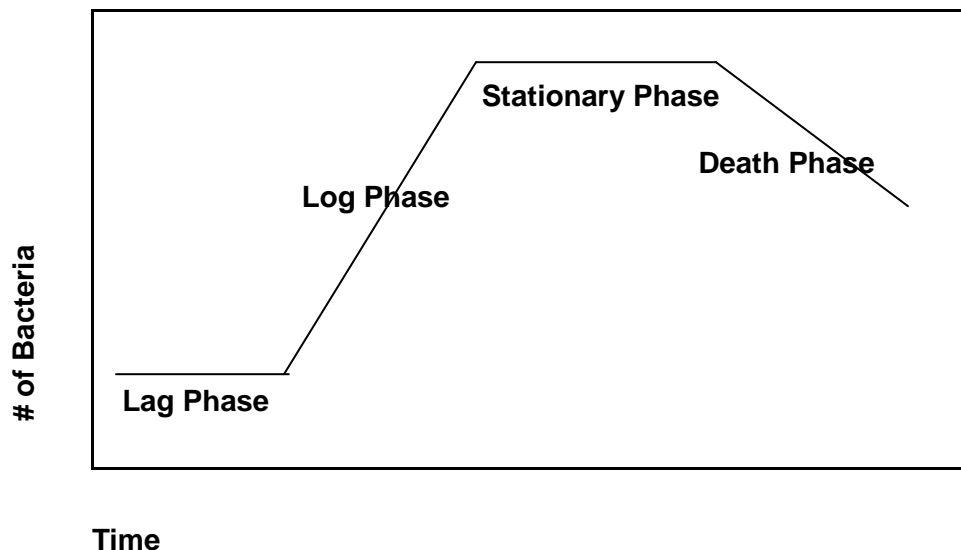 Stationary Phase
Death Phase
Log Phase
# of Bacteria
Lag Phase
Time